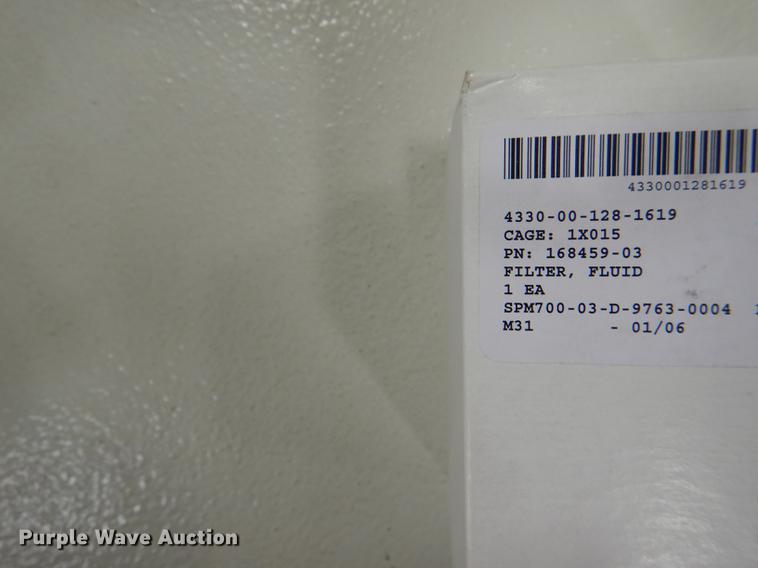 4330001281619
4330-00-128-1619
CAGE: 1X015
PN: 168459-03
FILTER, FLUID
1 EA
SPM700-03-D-9763-0004
M31 - 01/06
Purple Wave Auction